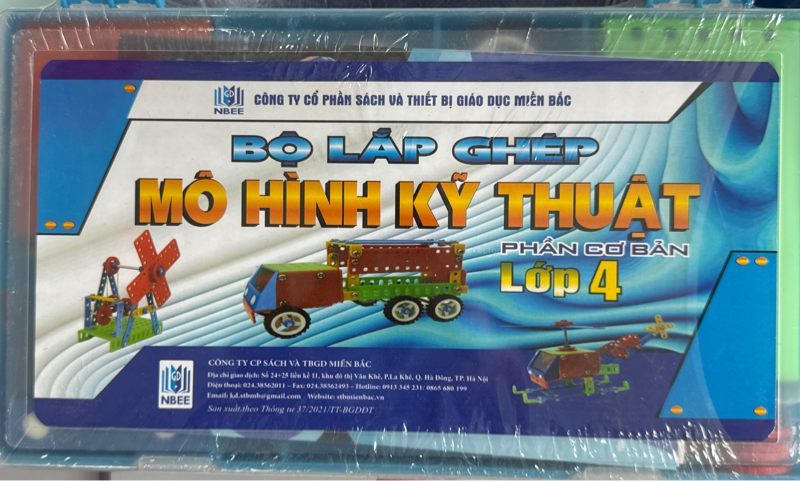 GD
NBEE
CÔNG TY CỔ PHẦN SÁCH VÀ THIẾT BỊ GIÁO DỤC MIỀN BẮC
BỘ LẮP GHÉP
MÔ HÌNH KỸ THUẬT
PHẦN CƠ BẢN
Lớp 4
GD
NBEE
CÔNG TY CP SÁCH VÀ TBGD MIỀN BẮC
Địa chỉ giao dịch: Số 24+25 liền kề 11, khu đô thị Văn Khê, P.La Khê, Q. Hà Đông, TP. Hà Nội
Điện thoại: 024.38562011 – Fax: 024.38562493 – Hotline: 0913 345 231/ 0865 680 199
Email: kd.stbmb@gmail.com Website: stbmienbac.vn
Sản xuất theo Thông tư 37/2021/TT-BGDĐT